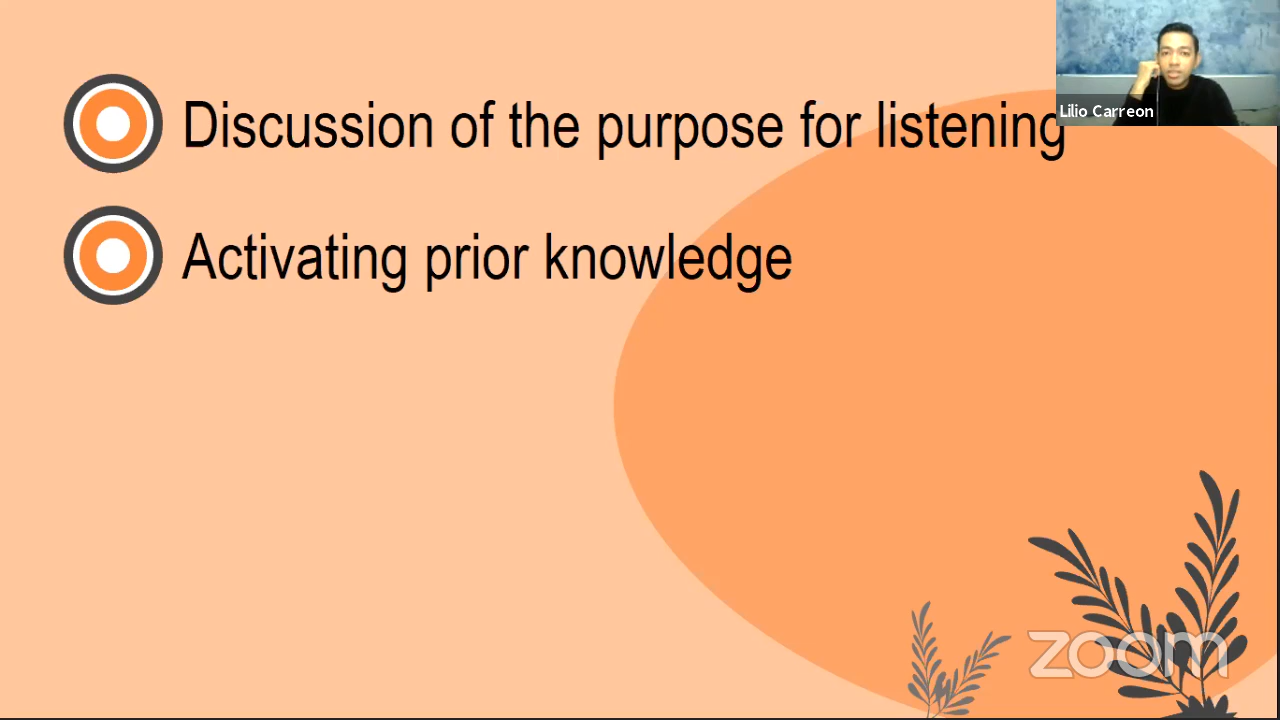 Discussion of the purpose for listening
Lilio Carreon
Activating prior knowledge
zoom